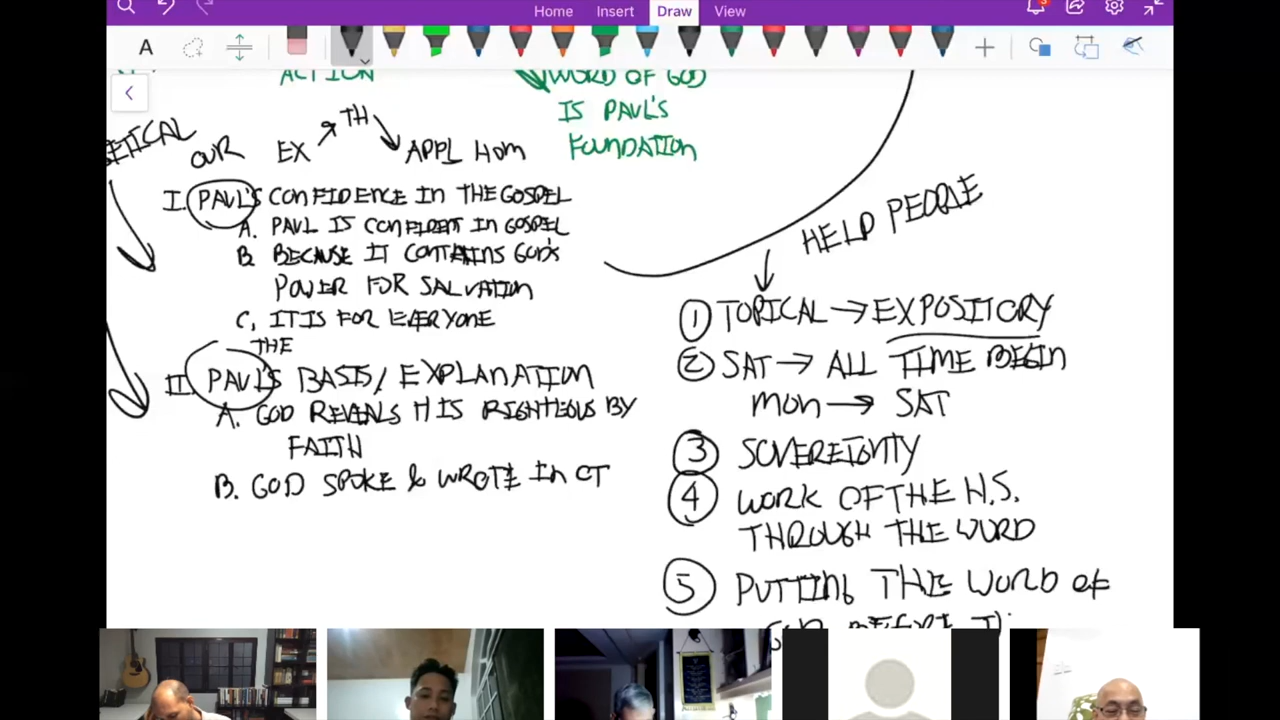 Home Insert Draw View
A
ACTION
WORD OF GOD
IS PAUL'S
FOUNDATION
OUR EX TH APPL HOM
I. PAUL'S CONFIDENCE IN THE GOSPEL
A. PAUL IS CONFIDENT IN GOSPEL
B. BECAUSE IT CONTAINS GOD'S
POWER FOR SALVATION
C. IT IS FOR EVERYONE
THE
II. PAUL'S BASIS/EXPLANATION
A. GOD REVEALS HIS RIGHTEOUS BY
FAITH
B. GOD SPOKE & WROTE IN OT
HELP PEOPLE
1 TOPICAL → EXPOSITORY
2 SAT → ALL TIME BEGIN
MON → SAT
3 SOVEREIGNTY
4 WORK OF THE H.S.
THROUGH THE WORD
5 PUTTING THE WORD OF
GOD BEFORE